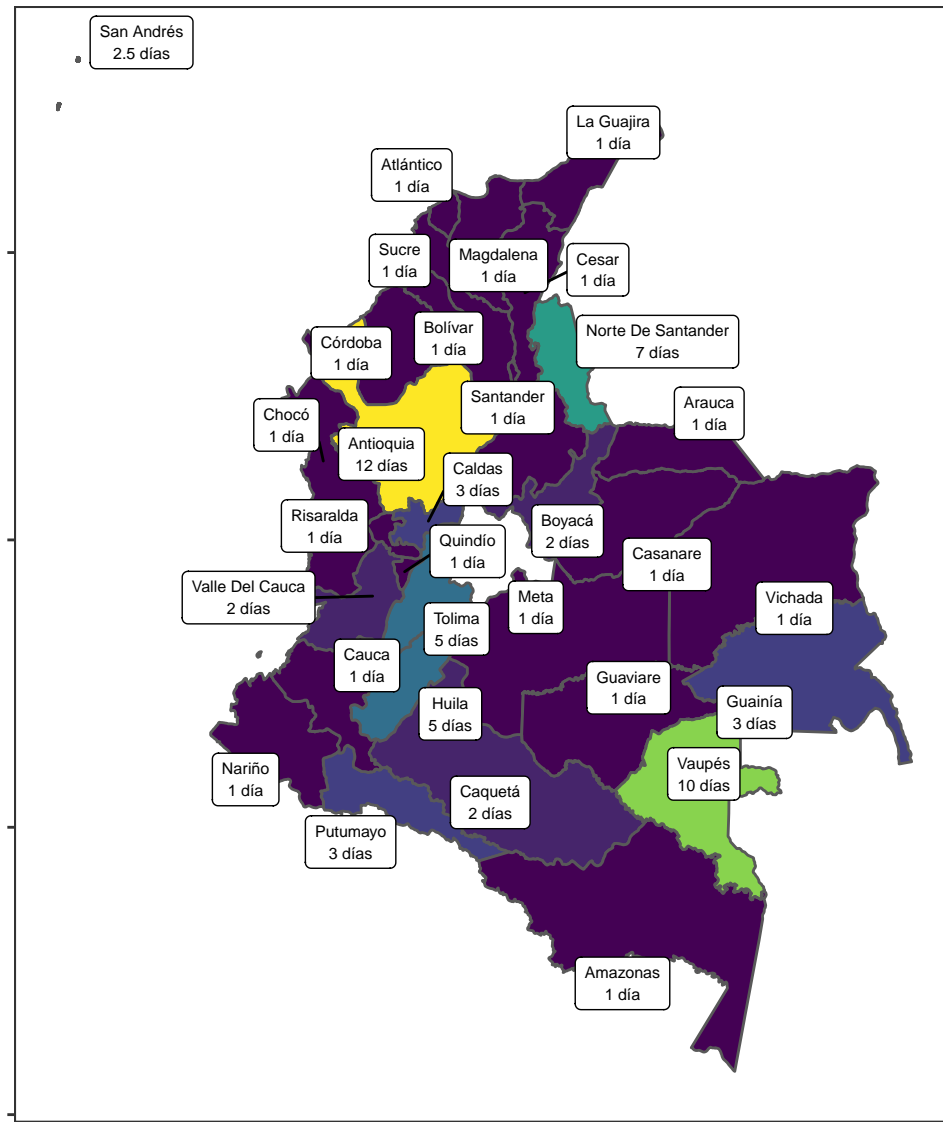 San Andrés
2.5 días
La Guajira
1 día
Atlántico
1 día
Sucre
1 día
Magdalena
1 día
Cesar
1 día
Norte De Santander
7 días
Córdoba
1 día
Bolívar
1 día
Santander
1 día
Arauca
1 día
Chocó
1 día
Antioquia
12 días
Caldas
3 días
Risaralda
1 día
Boyacá
2 días
Quindío
1 día
Casanare
1 día
Valle Del Cauca
2 días
Meta
1 día
Vichada
1 día
Tolima
5 días
Cauca
1 día
Guaviare
1 día
Huila
5 días
Guainía
3 días
Nariño
1 día
Vaupés
10 días
Caquetá
2 días
Putumayo
3 días
Amazonas
1 día